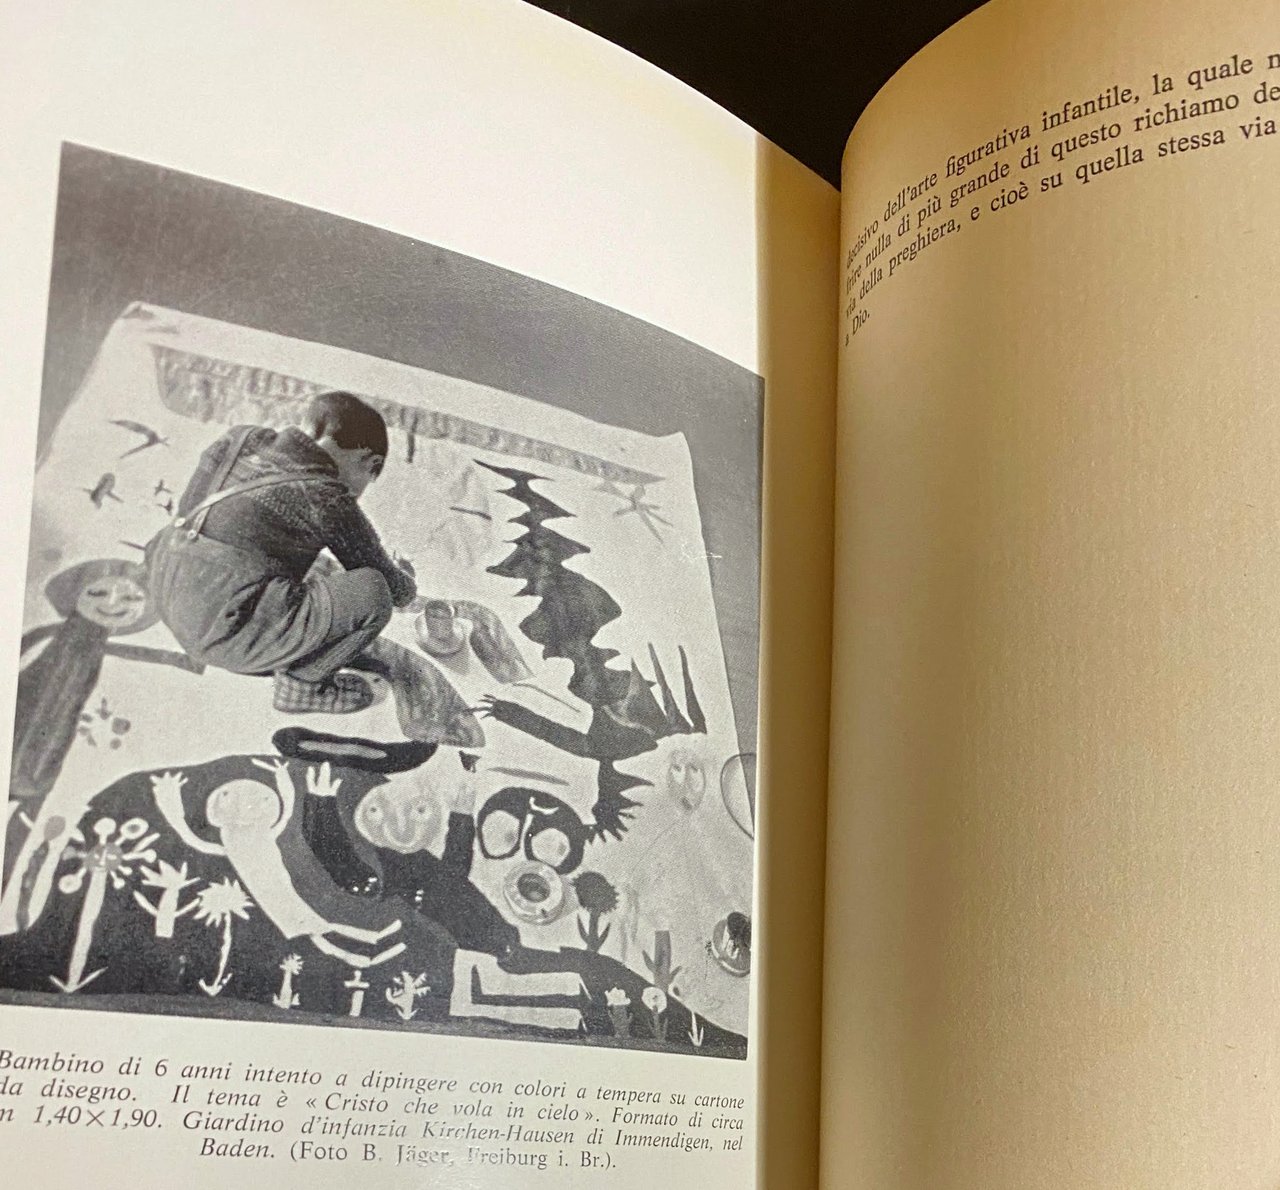 Bambino di 6 anni intento a dipingere con colori a tempera su cartone
da disegno. Il tema è « Cristo che vola in cielo ». Formato di circa
m 1,40×1,90. Giardino d'infanzia Kirchen-Hausen di Immendigen, nel
Baden. (Foto B. Jäger, Freiburg i. Br.).
decisivo dell'arte figurativa infantile, la quale
frire nulla di più grande di questo richiamo
via della preghiera, e cioè su quella stessa via
a Dio.